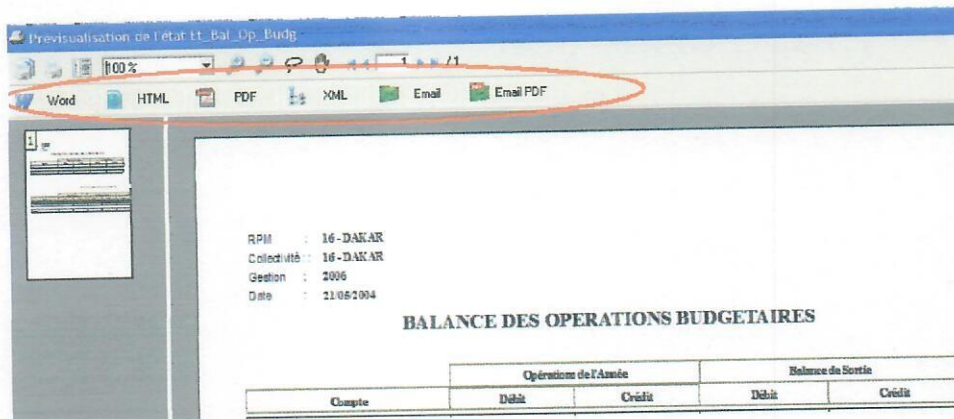 Previsualisation de l'état Et_Bal_Op_Budg
100% 1 /1
Word HTML PDF XML Email Email PDF
1
RPM : 16-DAKAR
Collectivité : 16-DAKAR
Gestion : 2006
Date : 21/05/2004
BALANCE DES OPERATIONS BUDGETAIRES
Opérations de l'Année Balance de Sortie
Compte Débit Crédit Débit Crédit